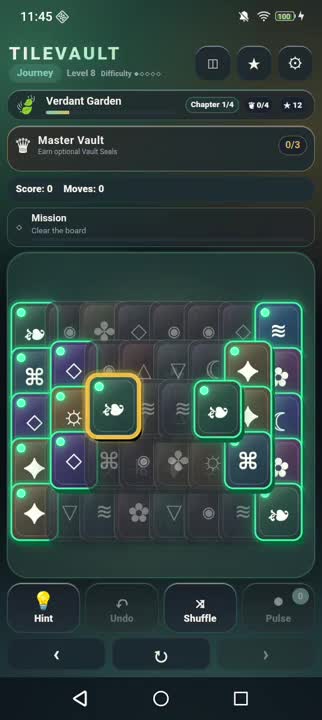 11:45
100
TILEVAULT
Journey Level 8 Difficulty
Verdant Garden
Chapter 1/4
0/4
★ 12
Master Vault
Earn optional Vault Seals
0/3
Score: 0 Moves: 0
Mission
Clear the board
Hint
Undo
Shuffle
Pulse
0